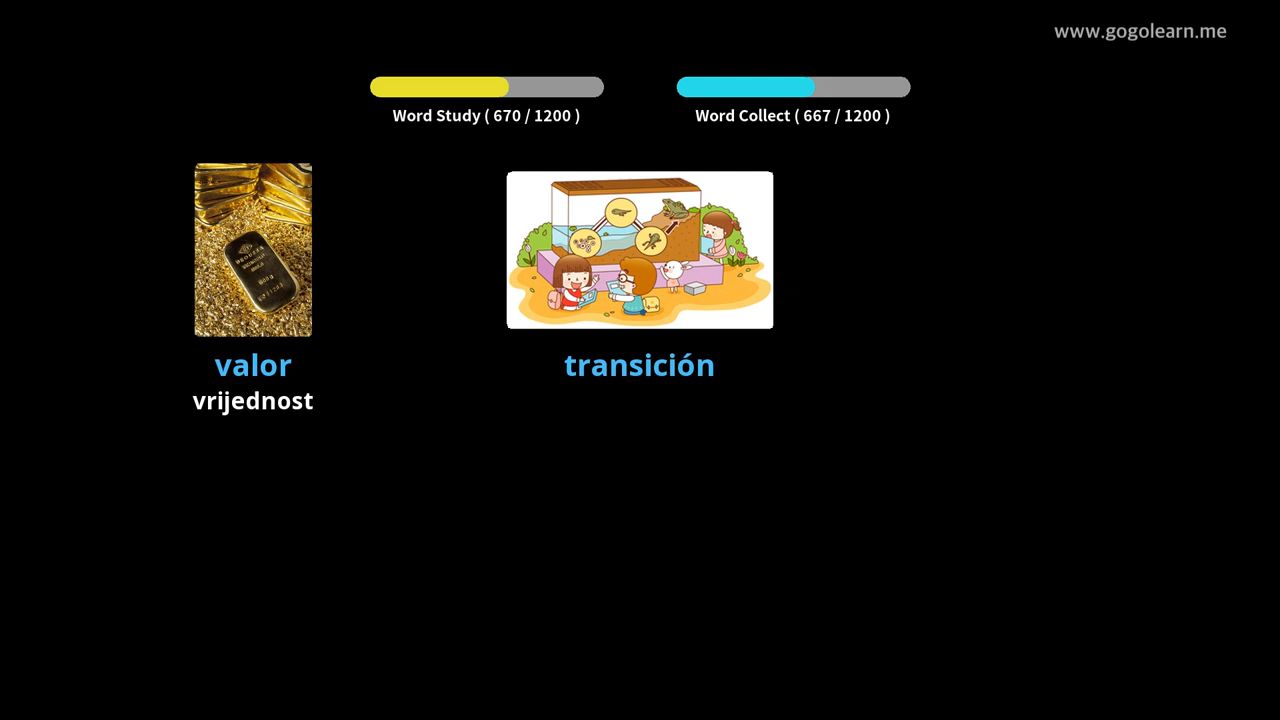 www.gogolearn.me
Word Study ( 670 / 1200 )
Word Collect ( 667 / 1200 )
valor
transición
vrijednost